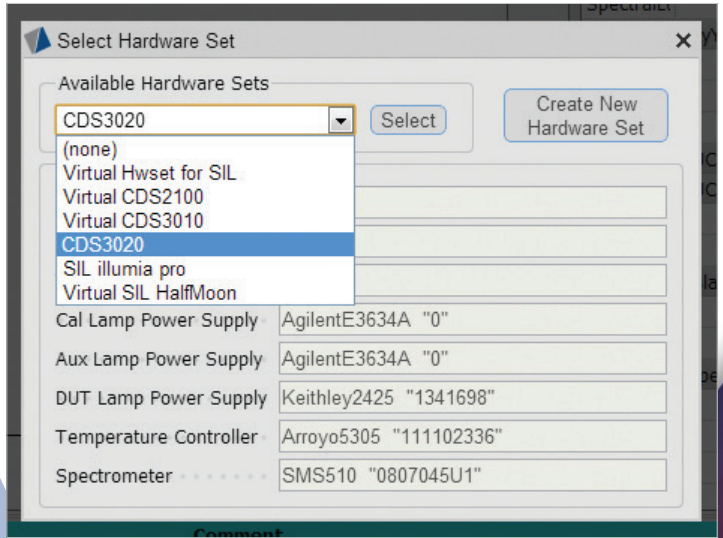 SpectralEf
Select Hardware Set
Available Hardware Sets
CDS3020
Select
Create New
Hardware Set
(none)
Virtual Hwset for SIL
Virtual CDS2100
Virtual CDS3010
CDS3020
SIL illumia pro
Virtual SIL HalfMoon
Cal Lamp Power Supply AgilentE3634A "0"
Aux Lamp Power Supply AgilentE3634A "0"
DUT Lamp Power Supply Keithley2425 "1341698"
Temperature Controller Arroyo5305 "111102336"
Spectrometer SMS510 "0807045U1"
Comment